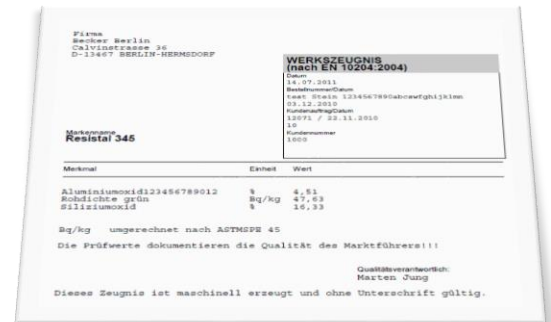 Firma
Becker Berlin
Calvinstrasse 36
D-13467 BERLIN-HERMSDORF
WERKSZEUGNIS
(nach EN 10204:2004)
Datum
14.07.2011
Bestellnummer/Datum
test Stein 1234567890abcewfghijklmn
03.12.2010
Kundenauftrag/Datum
12071 / 22.11.2010
10
Kundennummer
1000
Markenname
Resistal 345
Merkmal Einheit Wert
Aluminiumoxid123456789012 % 4,51
Rohdichte grün Bq/kg 47,63
Siliziumoxid % 16,33
Bq/kg umgerechnet nach ASTMSPE 45
Die Prüfwerte dokumentieren die Qualität des Marktführers!!!
Qualitätsverantwortlich:
Marten Jung
Dieses Zeugnis ist maschinell erzeugt und ohne Unterschrift gültig.